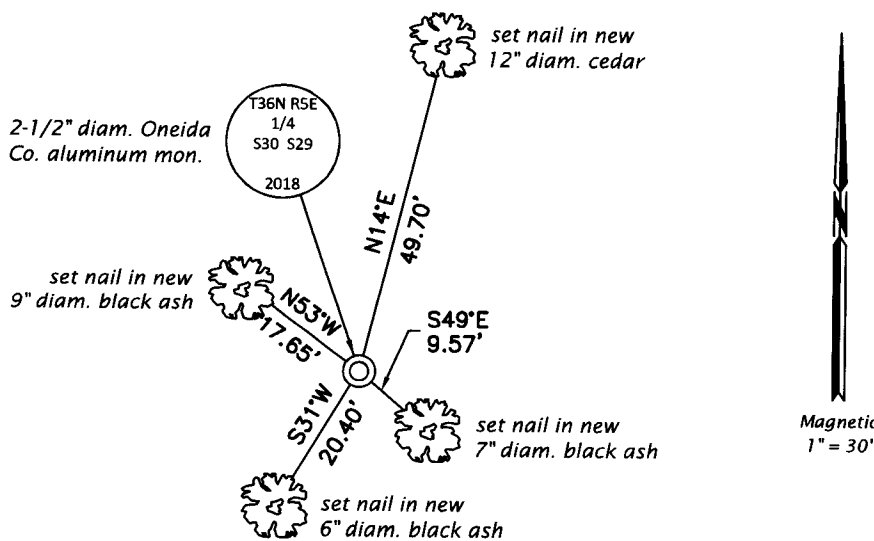 set nail in new
12" diam. cedar
2-1/2" diam. Oneida
Co. aluminum mon.
T36N R5E
1/4
S30 S29
2018
N14°E
49.70'
set nail in new
9" diam. black ash
N53°W
17.65'
S49°E
9.57'
S31°W
20.40'
set nail in new
7" diam. black ash
set nail in new
6" diam. black ash
N
Magnetic
1" = 30'